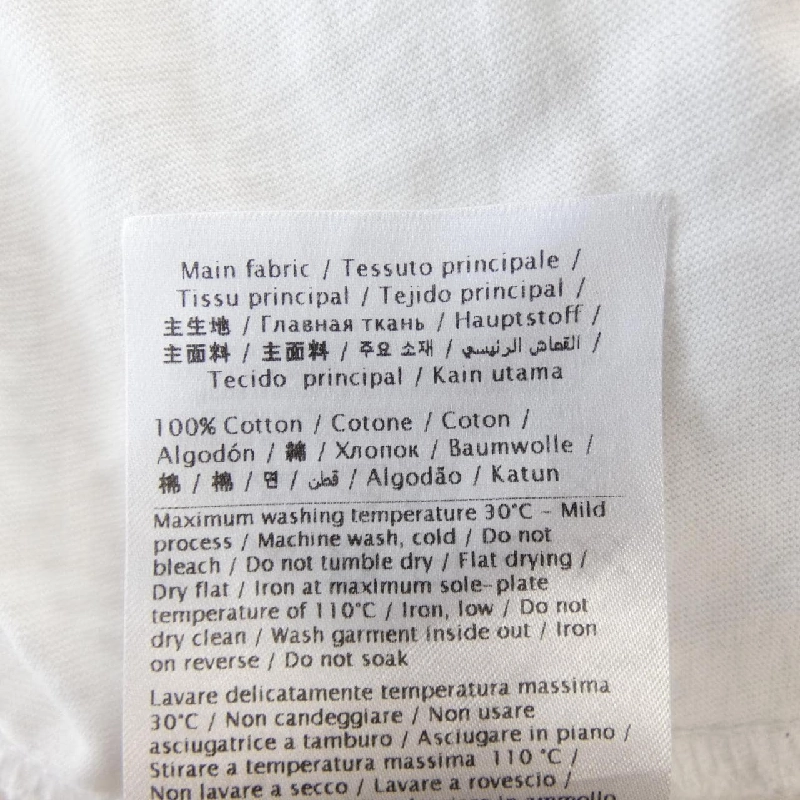 Main fabric / Tessuto principale /
Tissu principal / Tejido principal /
主生地 / Главная ткань / Hauptstoff /
主面料 / 主面料 / 주요 소재 / القماش الرئيسي /
Tecido principal / Kain utama
100% Cotton / Cotone / Coton /
Algodón / 綿 / Хлопок / Baumwolle /
棉 / 棉 / 면 / قطن / Algodão / Katun
Maximum washing temperature 30°C - Mild
process / Machine wash, cold / Do not
bleach / Do not tumble dry / Flat drying /
Dry flat / Iron at maximum sole-plate
temperature of 110°C / Iron, low / Do not
dry clean / Wash garment inside out / Iron
on reverse / Do not soak
Lavare delicatamente temperatura massima
30°C / Non candeggiare / Non usare
asciugatrice a tamburo / Asciugare in piano /
Stirare a temperatura massima 110 °C /
Non lavare a secco / Lavare a rovescio /
in ammollo